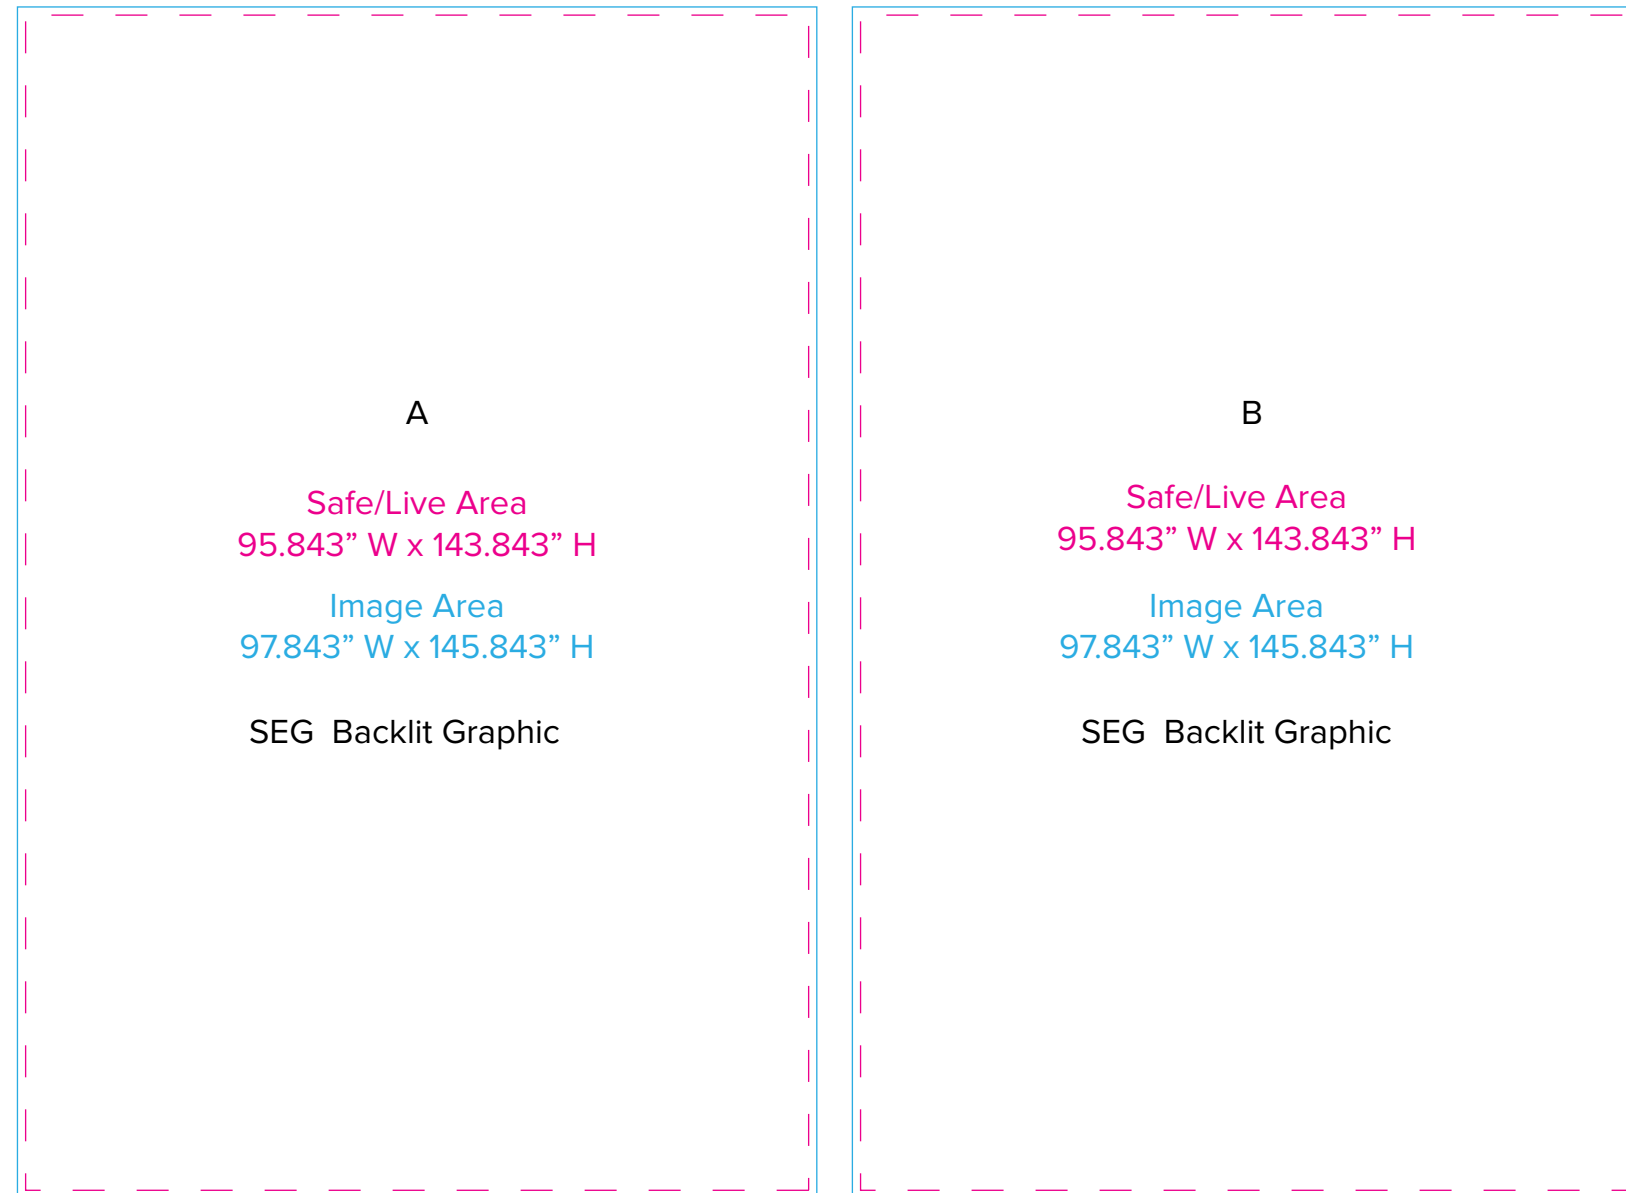 A
Safe/Live Area
95.843” W x 143.843” H
Image Area
97.843” W x 145.843” H
SEG  Backlit Graphic
B
Safe/Live Area
95.843” W x 143.843” H
Image Area
97.843” W x 145.843” H
SEG  Backlit Graphic